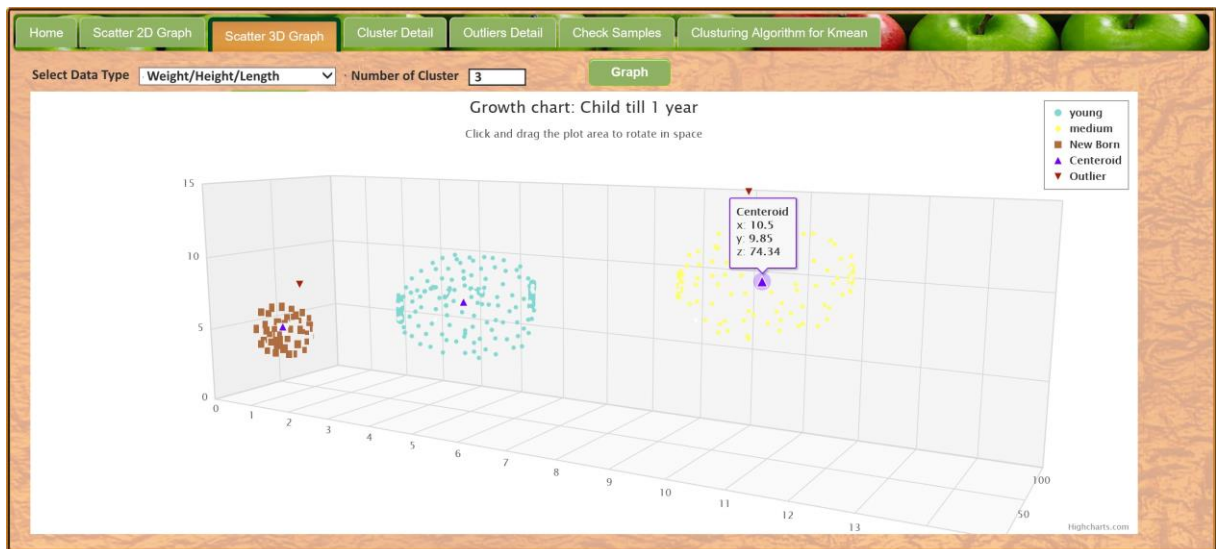 Home
Scatter 2D Graph
Scatter 3D Graph
Cluster Detail
Outliers Detail
Check Samples
Clusturing Algorithm for Kmean
Select Data Type Weight/Height/Length Number of Cluster 3 Graph
Growth chart: Child till 1 year
Click and drag the plot area to rotate in space
young
medium
New Born
Centeroid
Outlier
Centeroid
x: 10.5
y: 9.85
z: 74.34
15
10
5
0
0
1
2
3
4
5
6
7
8
9
10
11
12
13
100
50
Highcharts.com